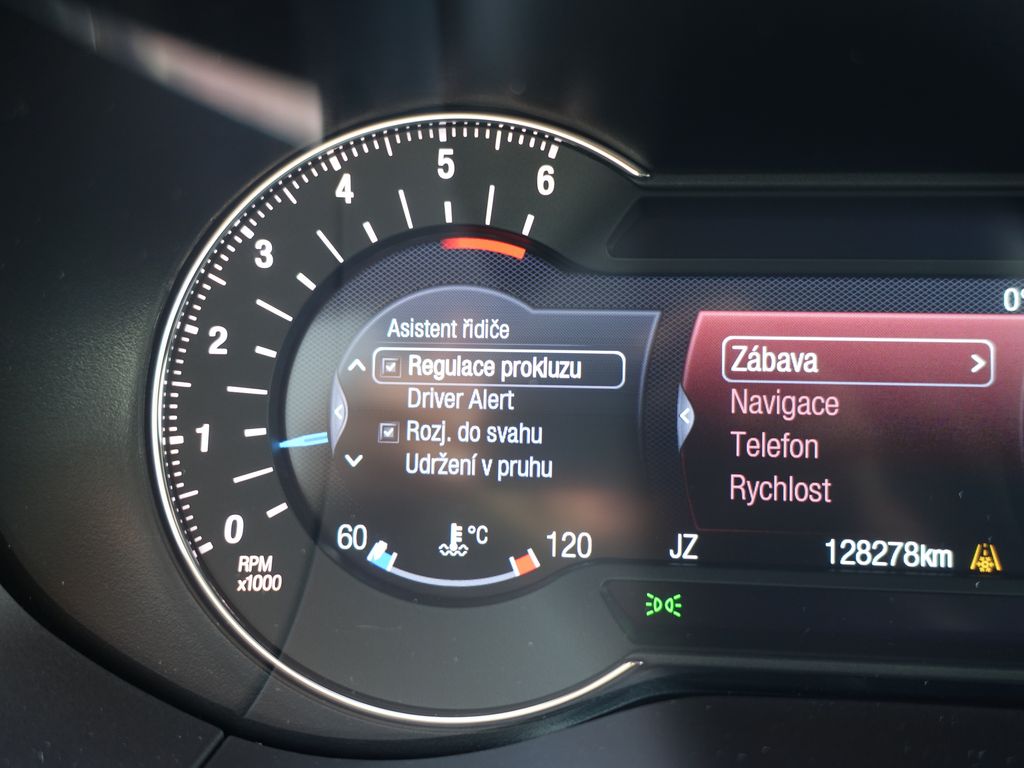 0
1
2
3
4
5
6
RPM
x1000
Asistent řidiče
Regulace prokluzu
Driver Alert
Rozj. do svahu
Udržení v pruhu
60
°C
120
Zábava >
Navigace
Telefon
Rychlost
JZ
128278km